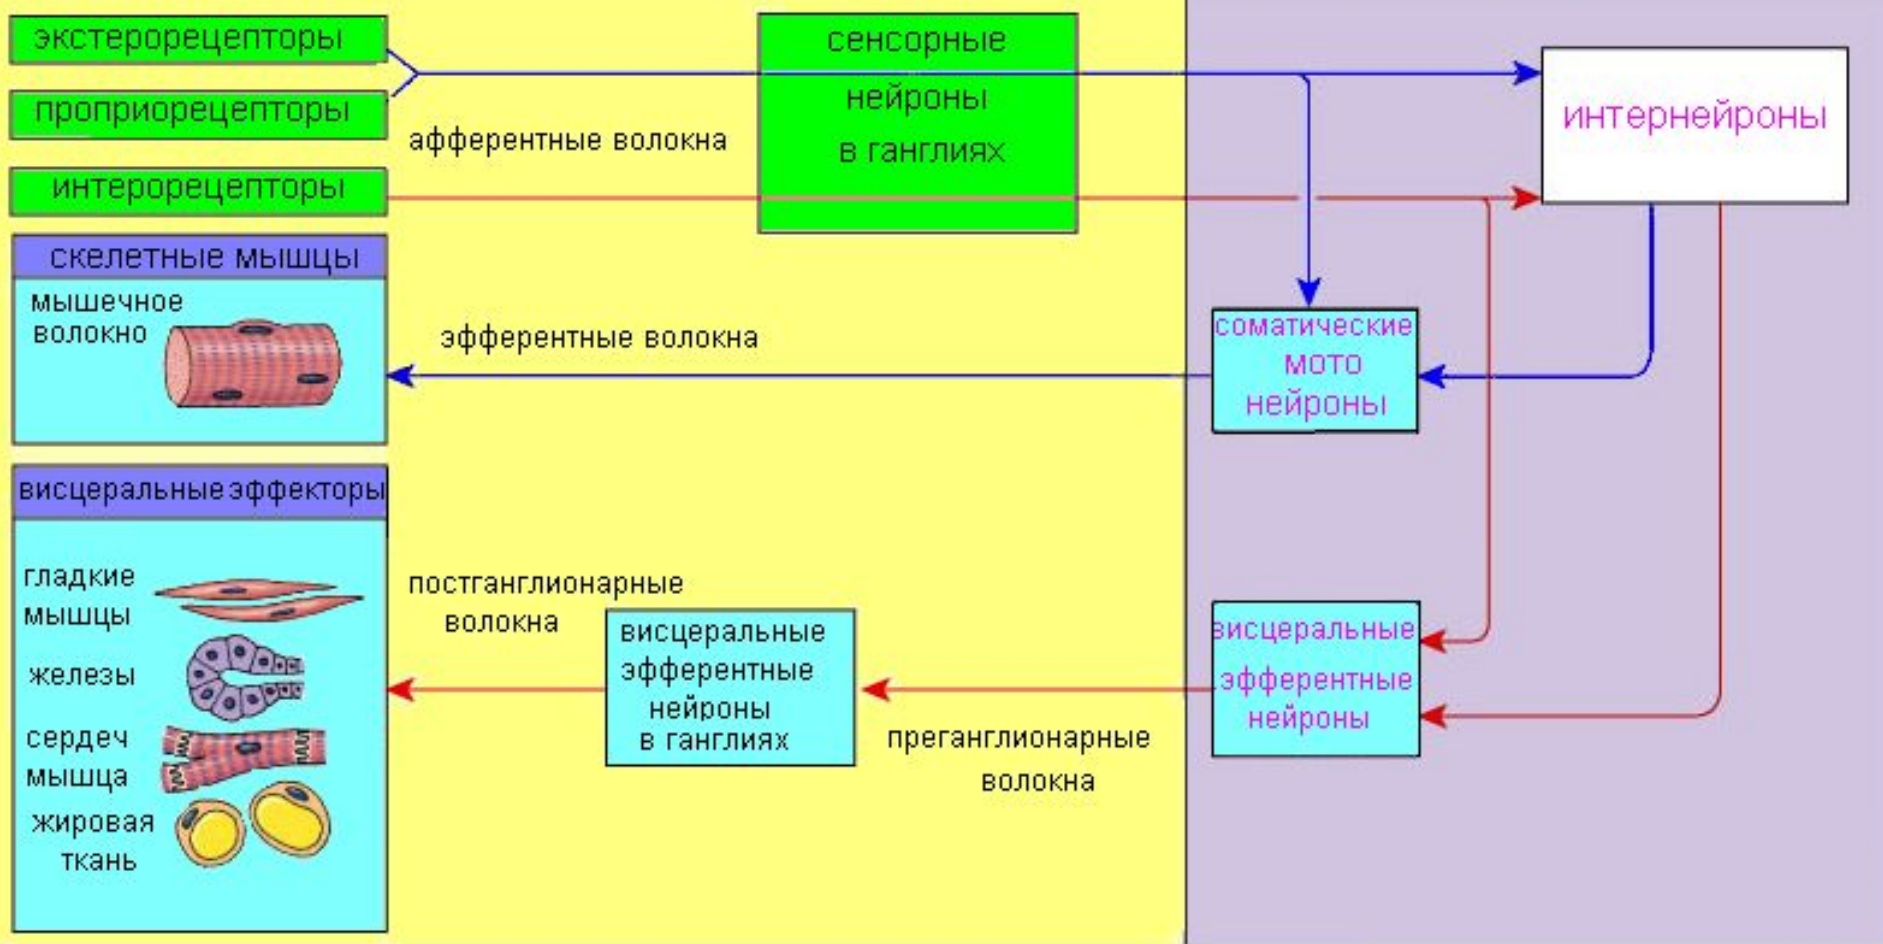 экстерорецепторы
проприорецепторы
интерорецепторы
афферентные волокна
сенсорные
нейроны
в ганглиях
интернейроны
скелетные мышцы
мышечное
волокно
эфферентные волокна
соматические
мото
нейроны
висцеральные эффекторы
гладкие
мышцы
железы
сердеч
мышца
жировая
ткань
постганглионарные
волокна
висцеральные
эфферентные
нейроны
в ганглиях
преганглионарные
волокна
висцеральные
эфферентные
нейроны